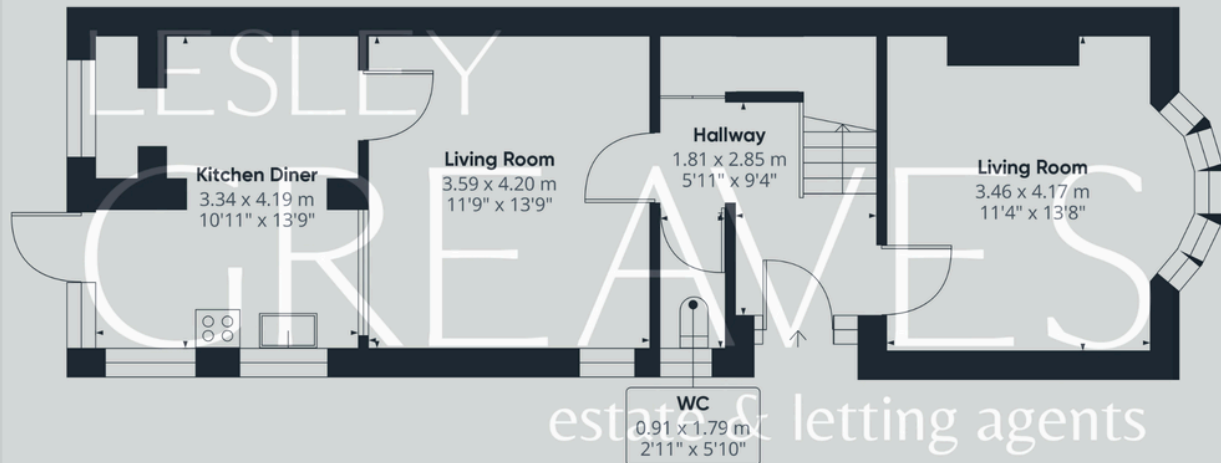 LESLEY
GREAVES
estate & letting agents
Kitchen Diner
3.34 x 4.19 m
10'11" x 13'9"
Living Room
3.59 x 4.20 m
11'9" x 13'9"
Hallway
1.81 x 2.85 m
5'11" x 9'4"
Living Room
3.46 x 4.17 m
11'4" x 13'8"
WC
0.91 x 1.79 m
2'11" x 5'10"